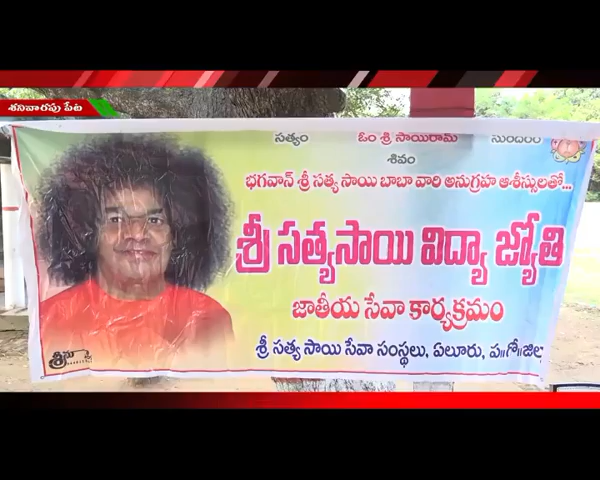 శనివారపు పేట
సత్యం ఓం శ్రీ సాయిరామ్ సుందరం
శివం
భగవాన్ శ్రీ సత్య సాయి బాబా వారి అనుగ్రహ ఆశీస్సులతో...
శ్రీ సత్యసాయి విద్యా జ్యోతి
జాతీయ సేవా కార్యక్రమం
శ్రీ సత్య సాయి సేవా సంస్థలు, ఏలూరు, ప॥గో॥జిల్లా